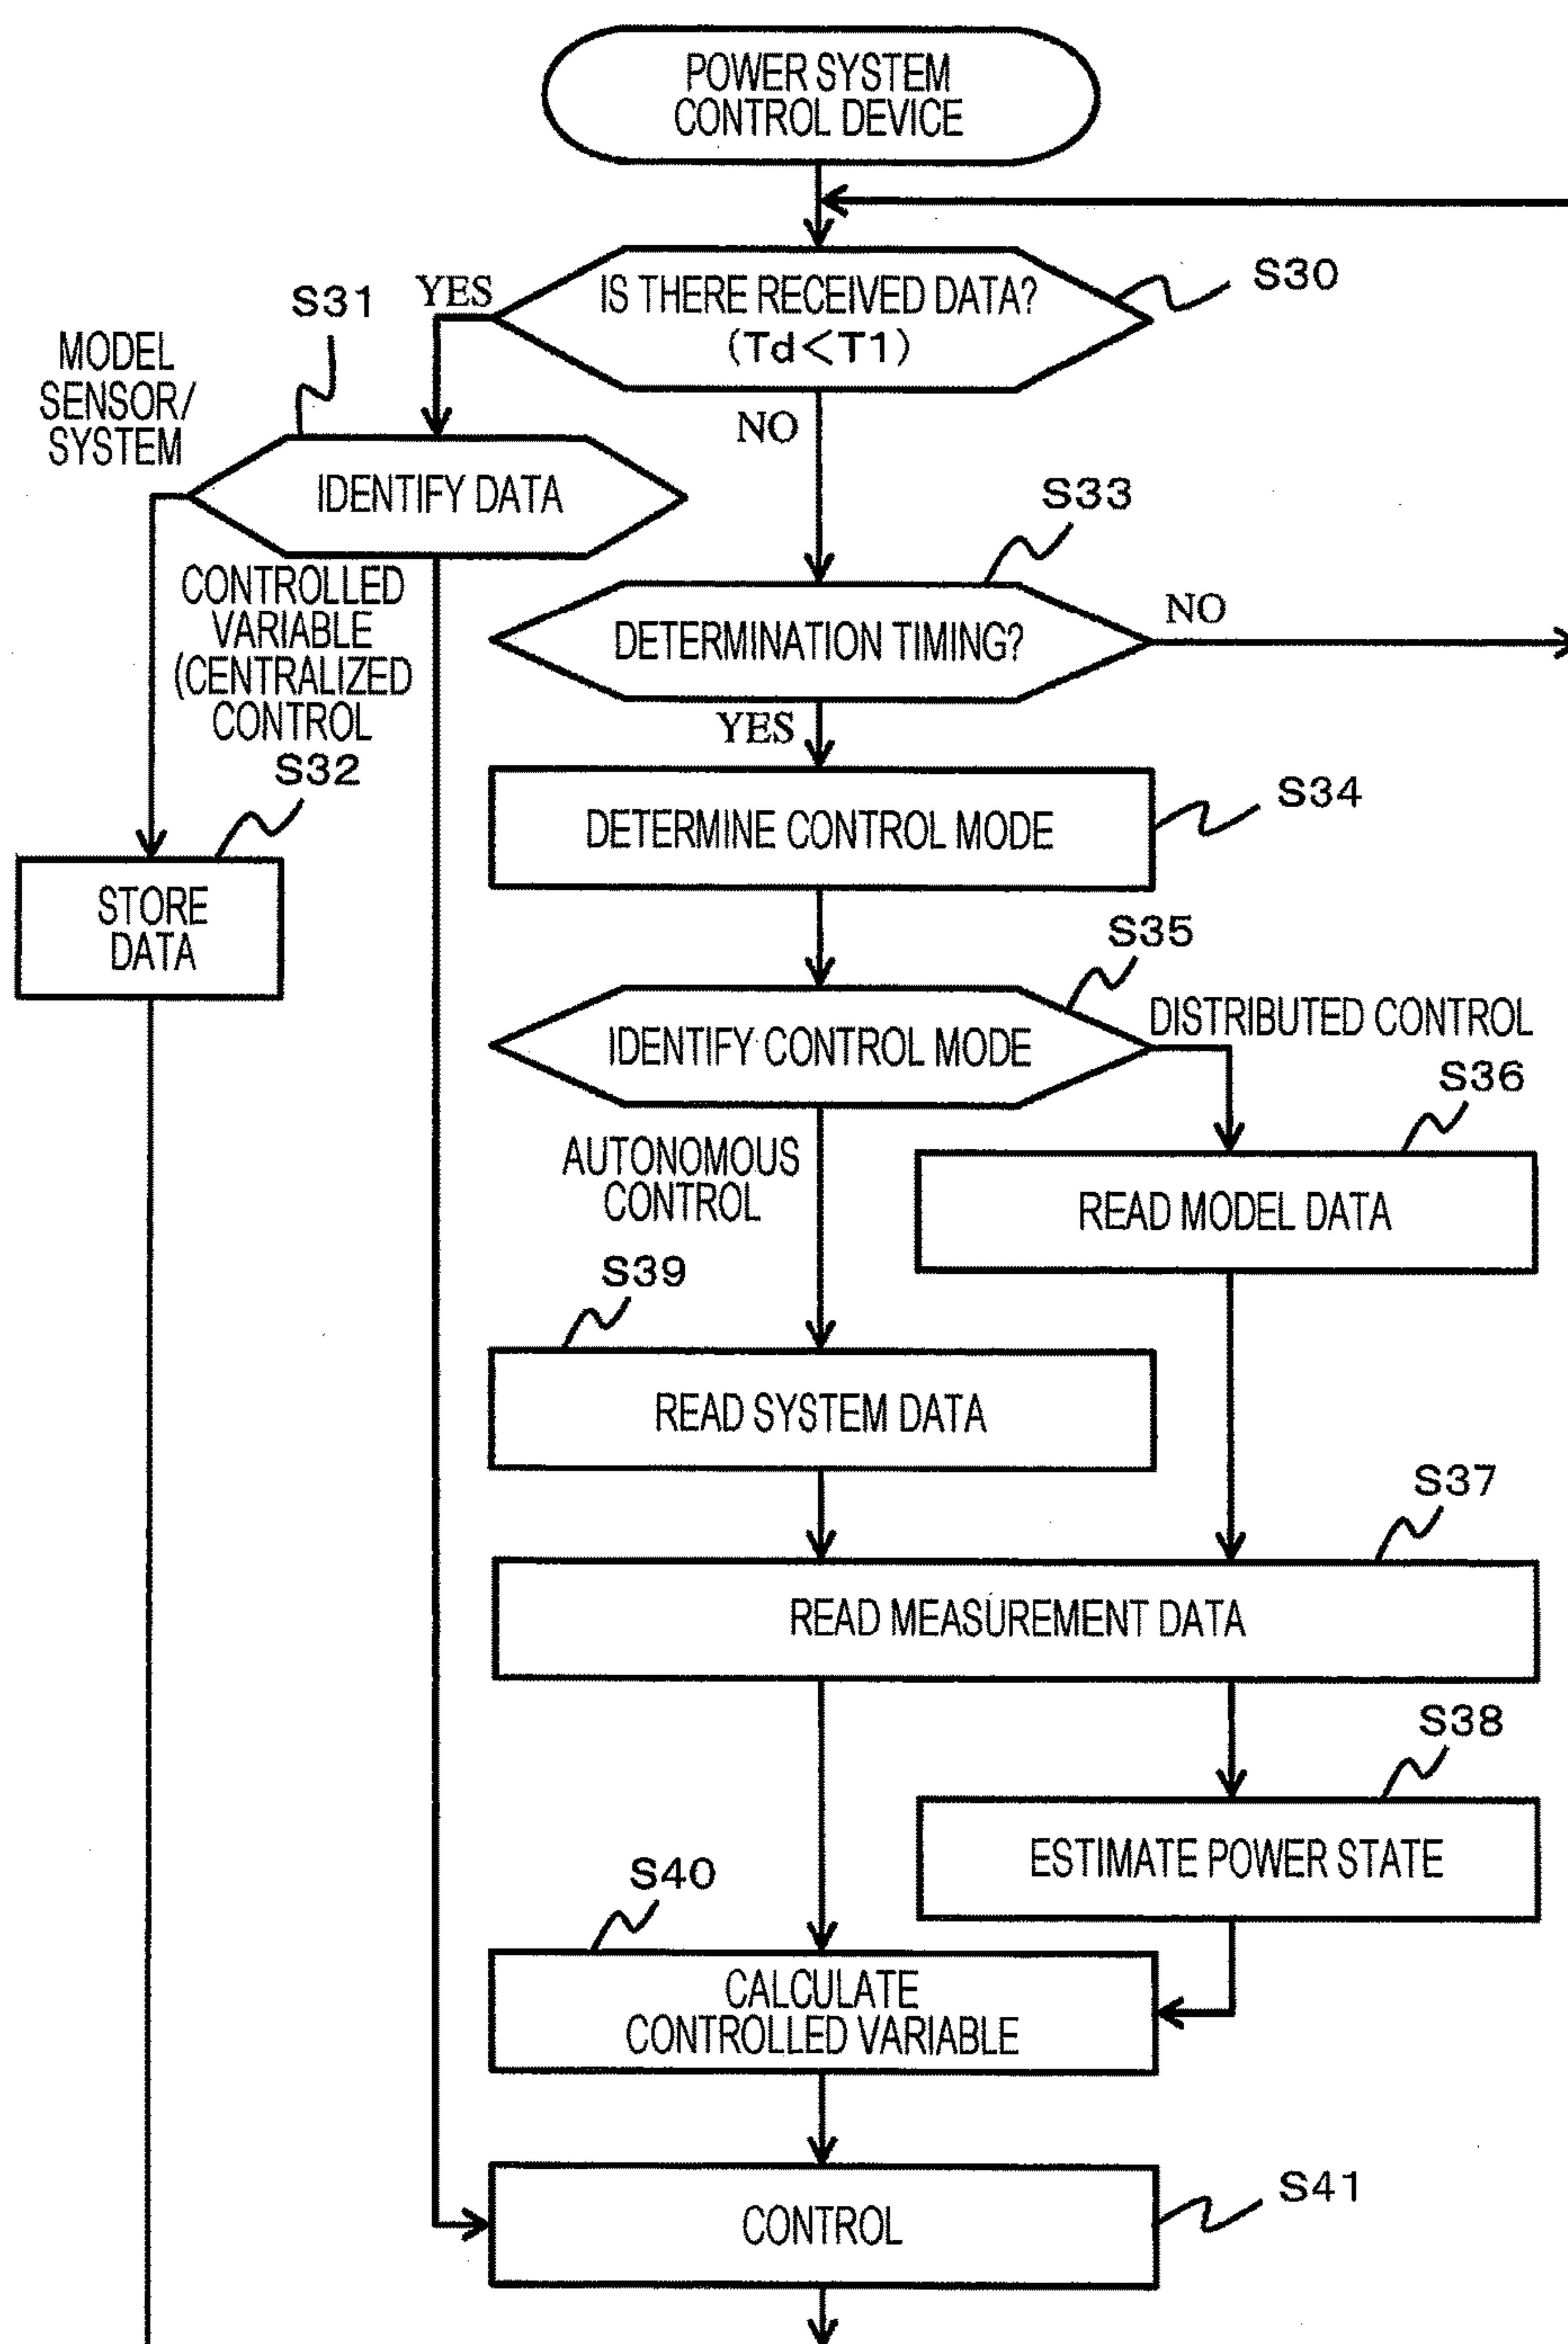 POWER SYSTEM
CONTROL DEVICE
S30
YES
IS THERE RECEIVED DATA?
(Td<T1)
S31
MODEL
SENSOR/
SYSTEM
NO
IDENTIFY DATA
S33
CONTROLLED
VARIABLE
(CENTRALIZED
CONTROL
DETERMINATION TIMING?
NO
YES
S32
STORE
DATA
DETERMINE CONTROL MODE
S34
S35
IDENTIFY CONTROL MODE
DISTRIBUTED CONTROL
S36
AUTONOMOUS
CONTROL
READ MODEL DATA
S39
READ SYSTEM DATA
S37
READ MEASUREMENT DATA
S38
ESTIMATE POWER STATE
S40
CALCULATE
CONTROLLED VARIABLE
CONTROL
S41